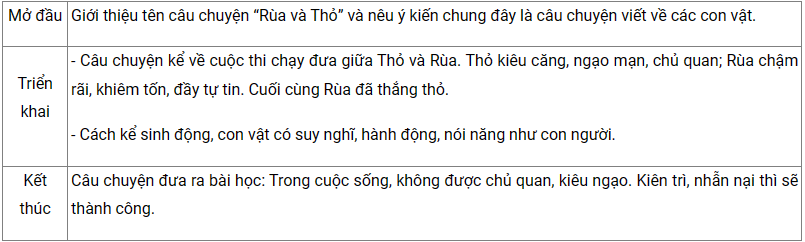 Mở đầu
Giới thiệu tên câu chuyện “Rùa và Thỏ” và nêu ý kiến chung đây là câu chuyện viết về các con vật.
Triển
khai
- Câu chuyện kể về cuộc thi chạy đưa giữa Thỏ và Rùa. Thỏ kiêu căng, ngạo mạn, chủ quan; Rùa chậm
rãi, khiêm tốn, đầy tự tin. Cuối cùng Rùa đã thắng thỏ.
- Cách kể sinh động, con vật có suy nghĩ, hành động, nói năng như con người.
Kết
thúc
Câu chuyện đưa ra bài học: Trong cuộc sống, không được chủ quan, kiêu ngạo. Kiên trì, nhẫn nại thì sẽ
thành công.